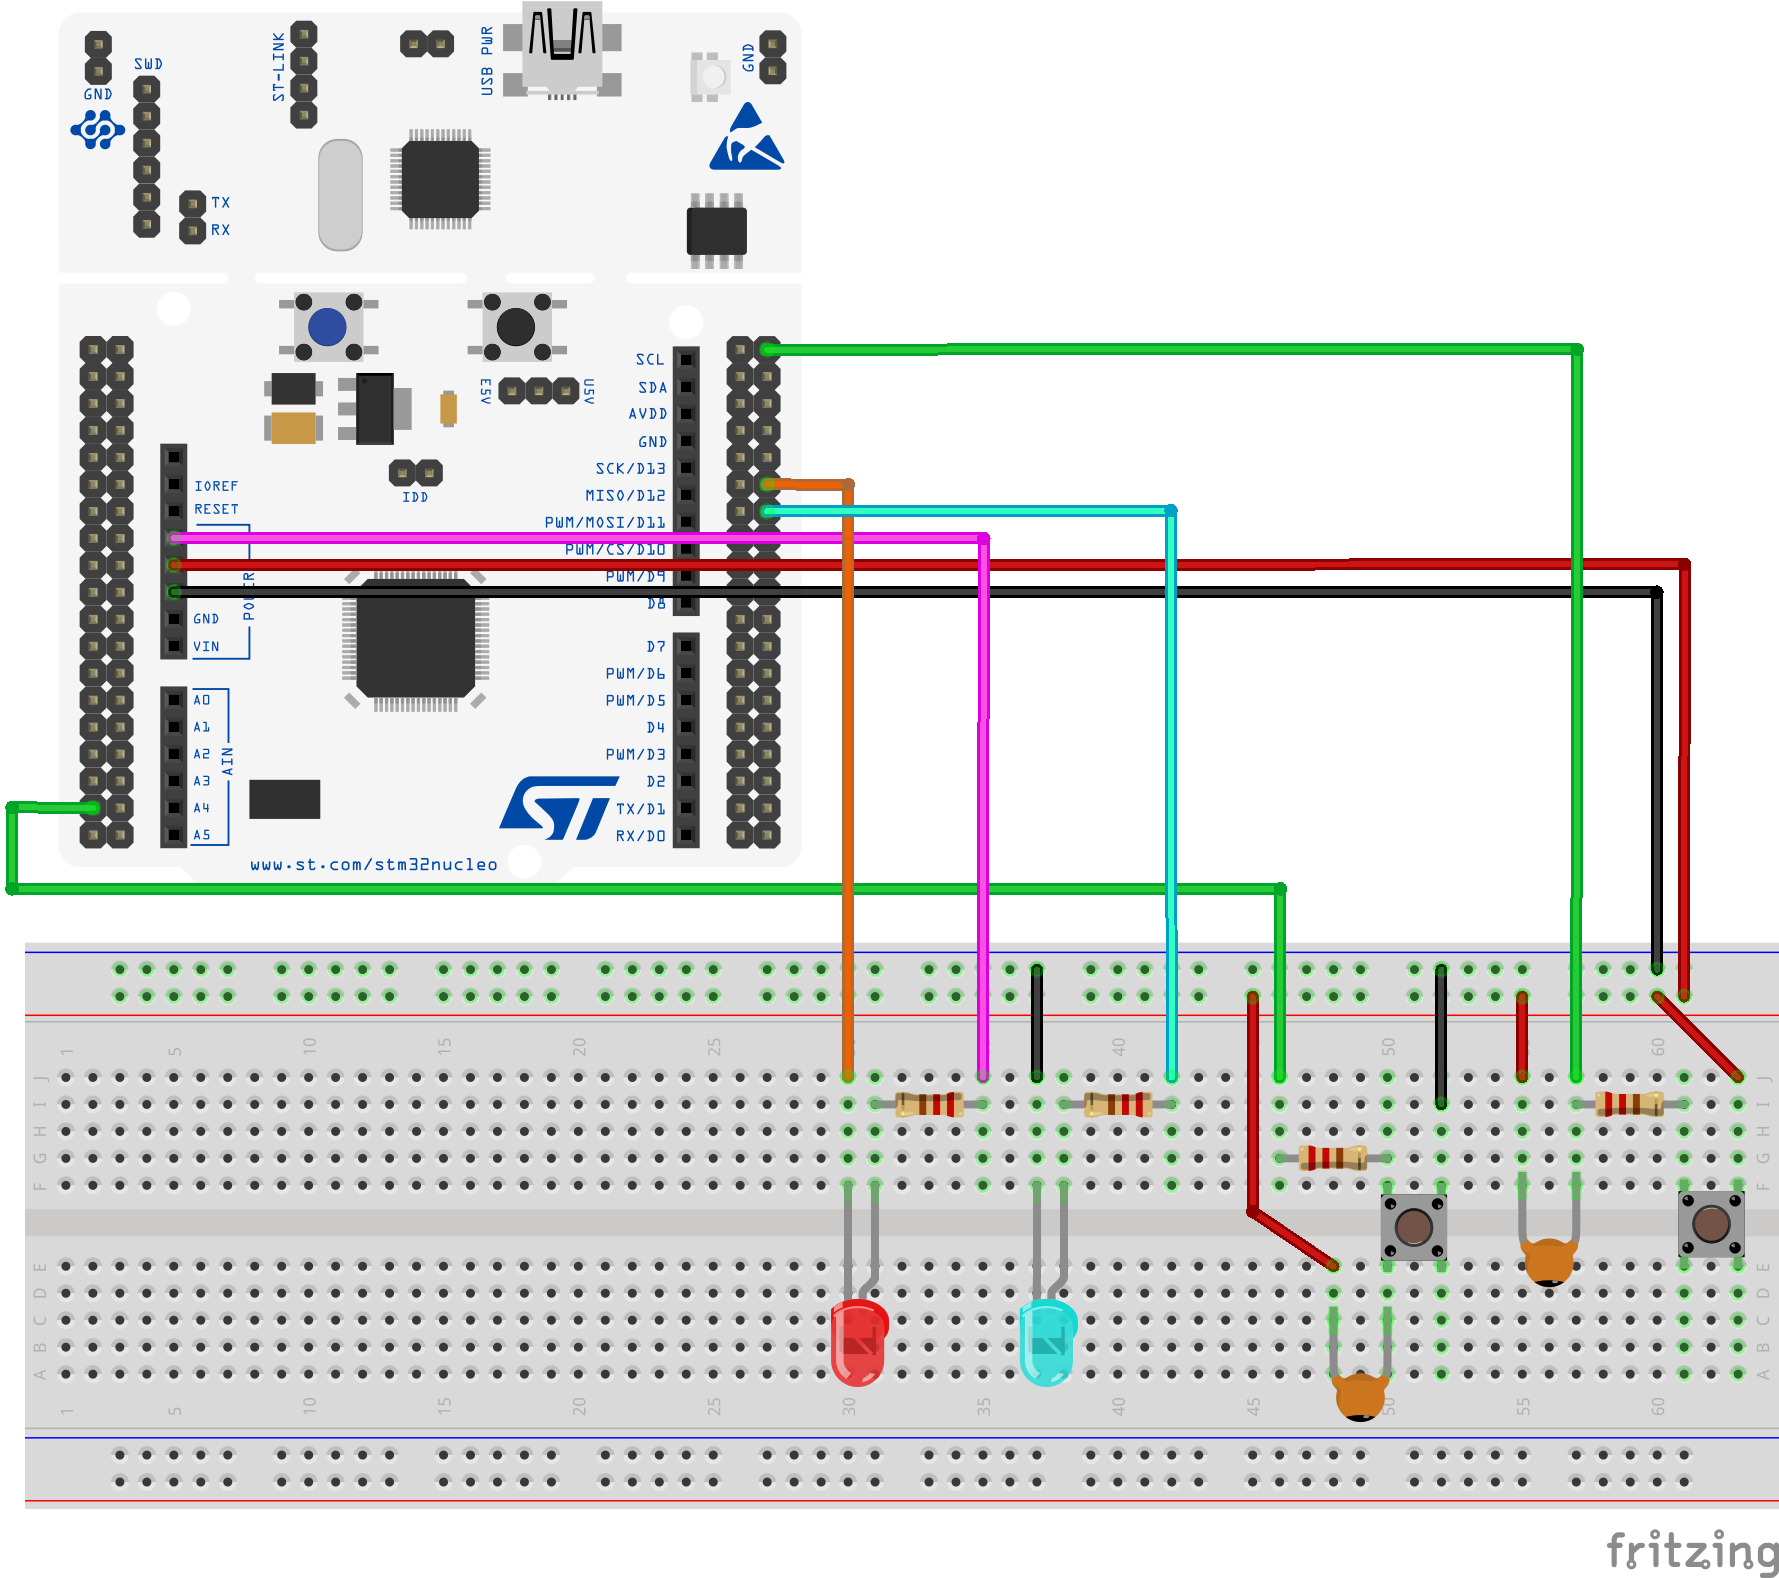 GND
SWD
ST-LINK
USB PWR
GND
TX
RX
E5V
U5V
IDD
IOREF
RESET
POWER
GND
VIN
A0
A1
A2
A3
A4
A5
AIN
SCL
SDA
AVDD
GND
SCK/D13
MISO/D12
PWM/MOSI/D11
PWM/CS/D10
PWM/D9
D8
D7
PWM/D6
PWM/D5
D4
PWM/D3
D2
TX/D1
RX/D0
ST
www.st.com/stm32nucleo
1 5 10 15 20 25 40 50 60
J J
I I
H H
G G
F F
E E
D D
C C
B B
A A
1 5 10 15 20 25 30 35 40 45 50 55 60
fritzing